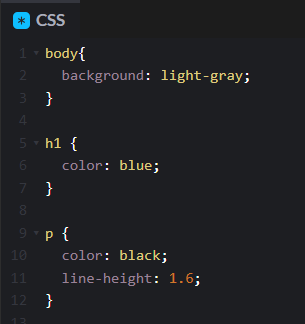 CSS
1 body{
2   background: light-gray;
3 }
4
5 h1 {
6   color: blue;
7 }
8
9 p {
10   color: black;
11   line-height: 1.6;
12 }
13